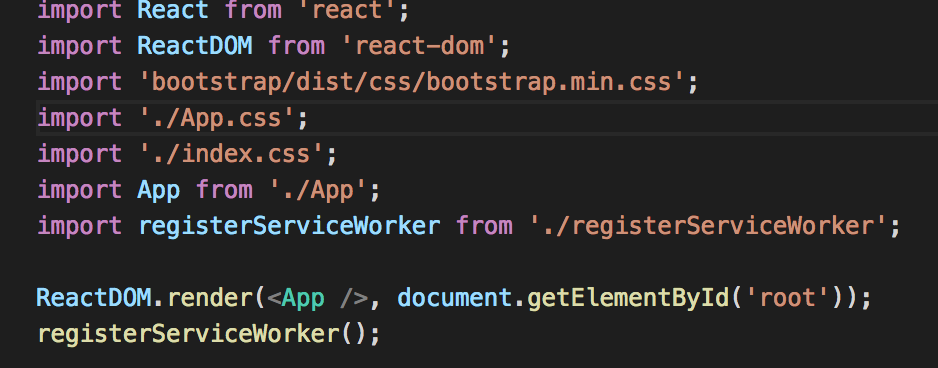 import React from 'react';
import ReactDOM from 'react-dom';
import 'bootstrap/dist/css/bootstrap.min.css';
import './App.css';
import './index.css';
import App from './App';
import registerServiceWorker from './registerServiceWorker';
ReactDOM.render(<App />, document.getElementById('root'));
registerServiceWorker();